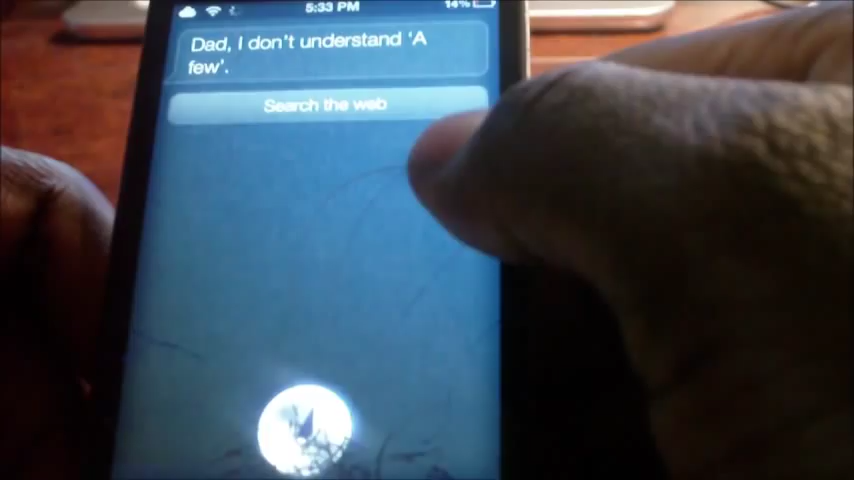 5:33 PM 14%
Dad, I don't understand 'A
few'.
Search the web